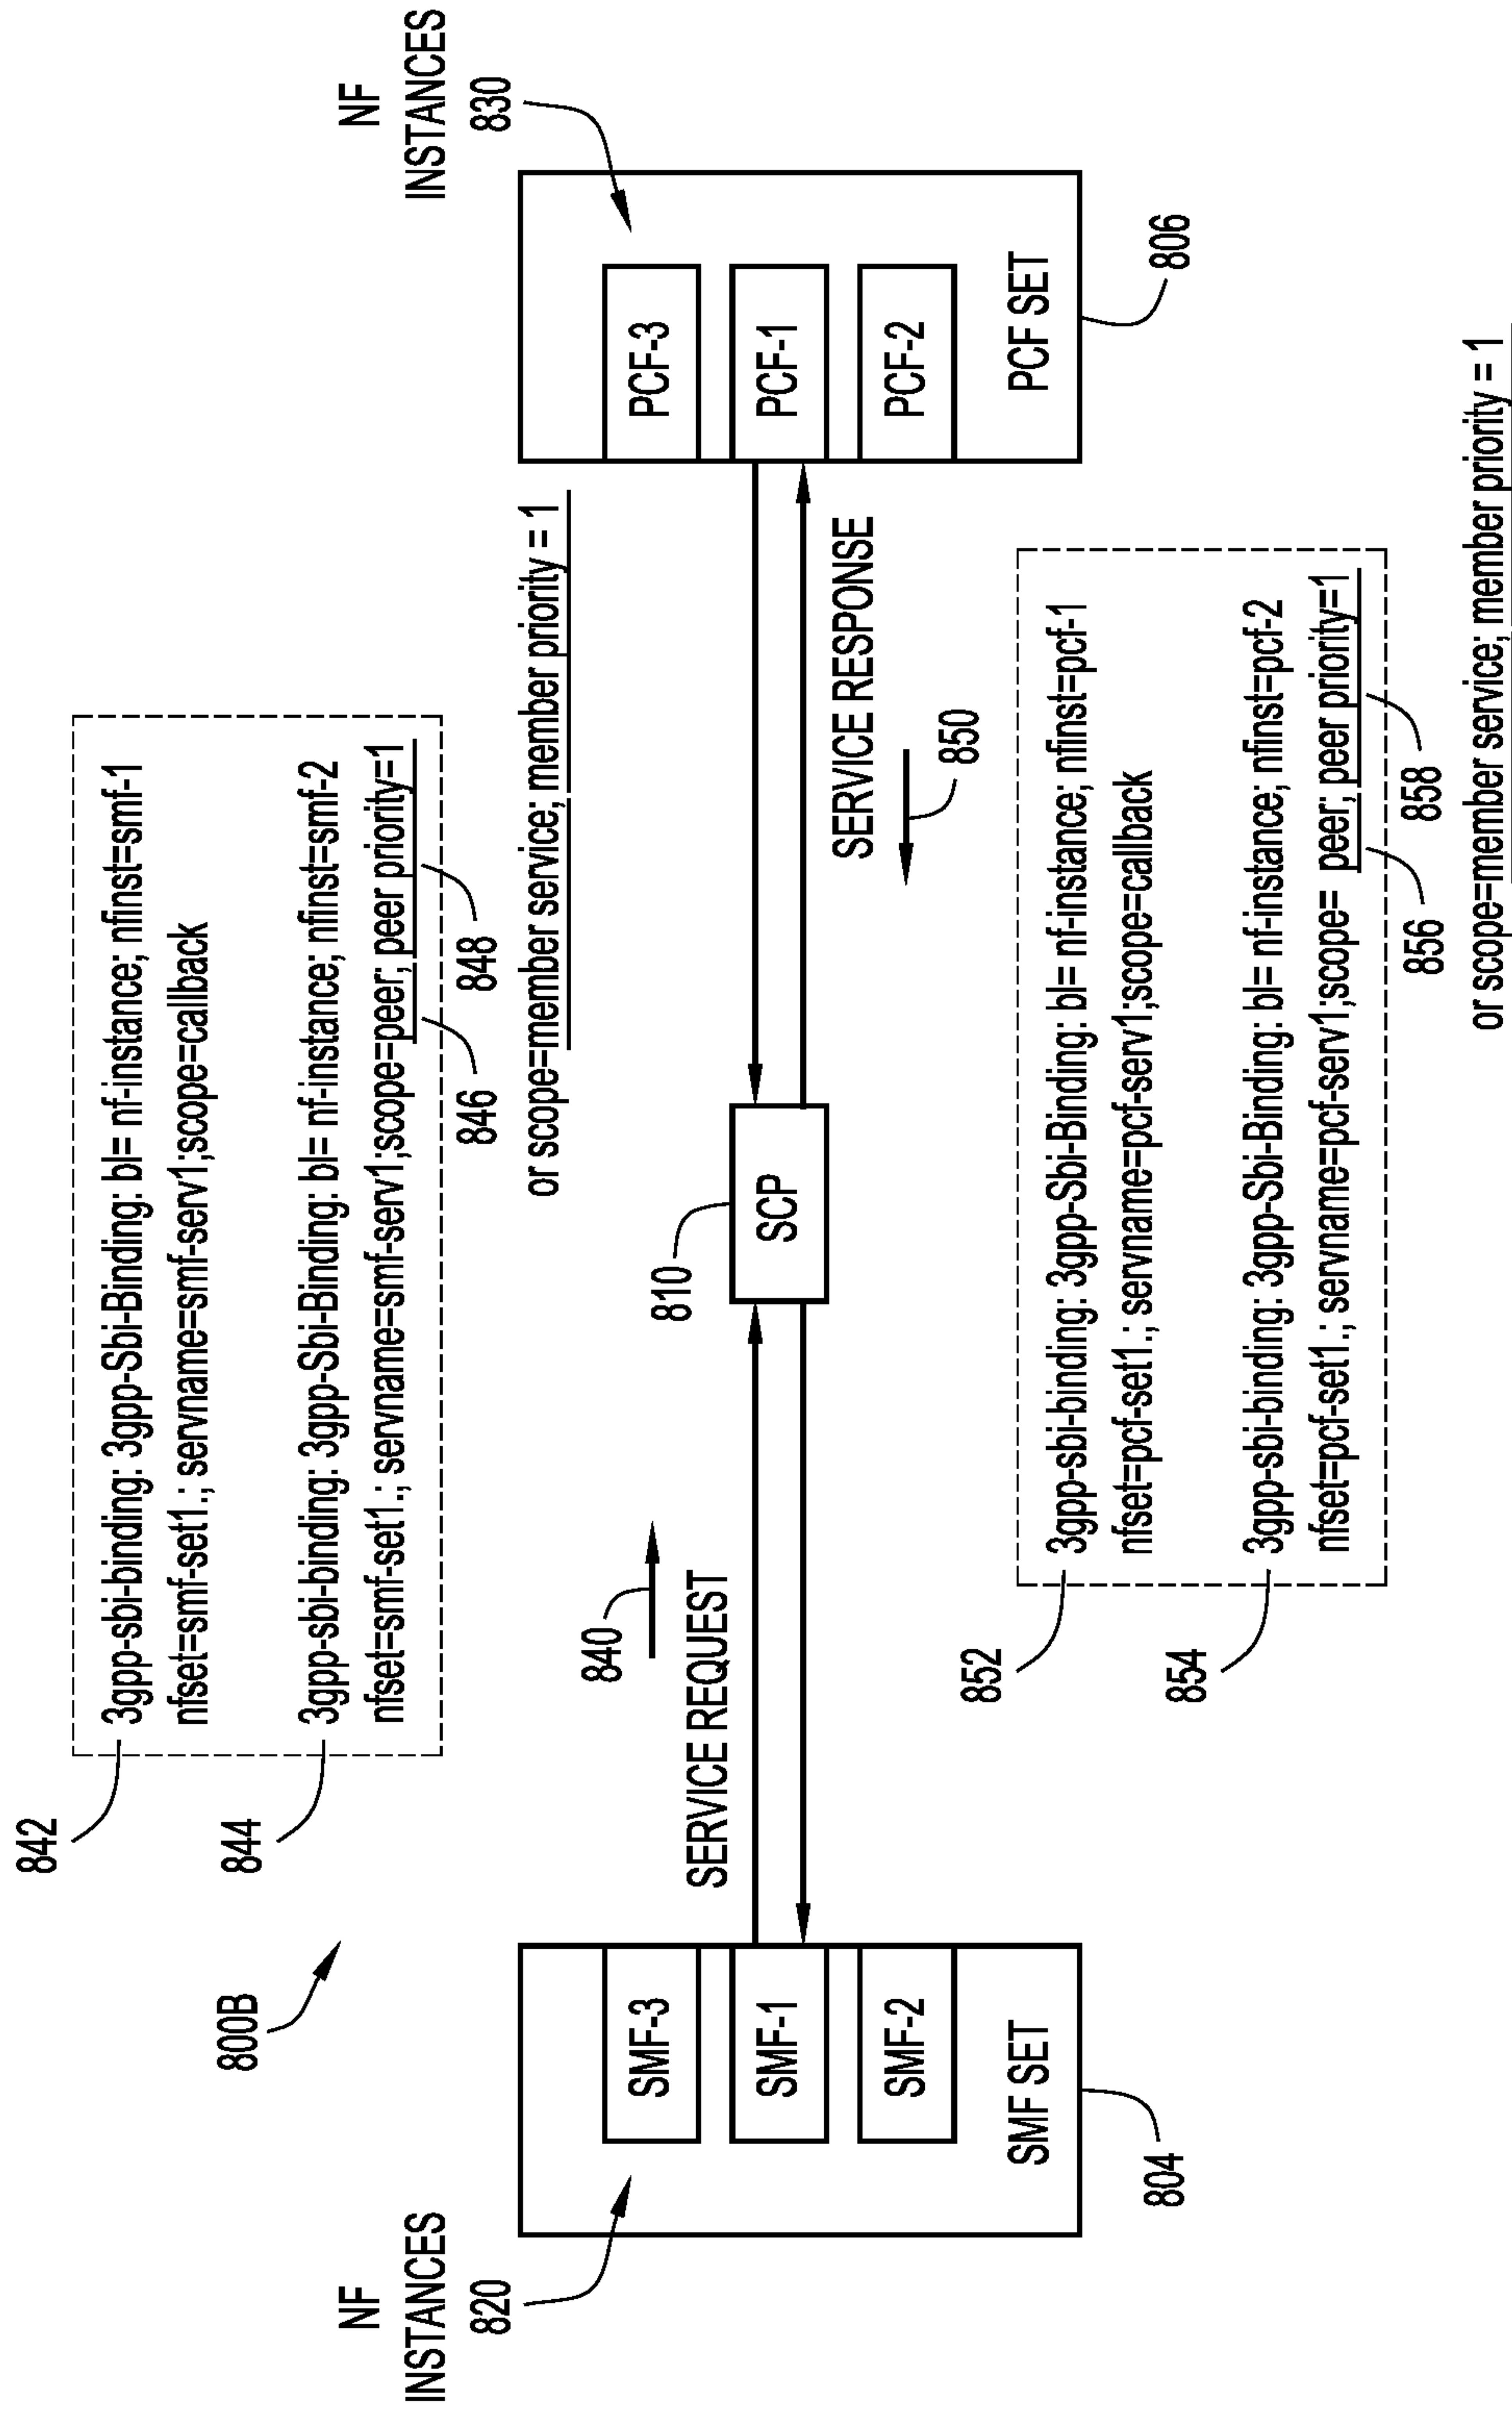 842
3gpp-sbi-binding: 3gpp-Sbi-Binding: bl= nf-instance; nfinst=smf-1
nfset=smf-set1.; servname=smf-serv1;scope=callback
844
3gpp-sbi-binding: 3gpp-Sbi-Binding: bl= nf-instance; nfinst=smf-2
nfset=smf-set1.; servname=smf-serv1;scope=peer; peer priority=1
846
848
or scope=member service; member priority = 1
800B
NF
INSTANCES
820
SMF-3
SMF-1
SMF-2
SMF SET
804
840
SERVICE REQUEST
810
SCP
NF
INSTANCES
830
PCF-3
PCF-1
PCF-2
PCF SET
806
SERVICE RESPONSE
850
852
3gpp-sbi-binding: 3gpp-Sbi-Binding: bl= nf-instance; nfinst=pcf-1
nfset=pcf-set1.; servname=pcf-serv1;scope=callback
854
3gpp-sbi-binding: 3gpp-Sbi-Binding: bl= nf-instance; nfinst=pcf-2
nfset=pcf-set1.; servname=pcf-serv1;scope= peer; peer priority=1
856
858
or scope=member service; member priority = 1